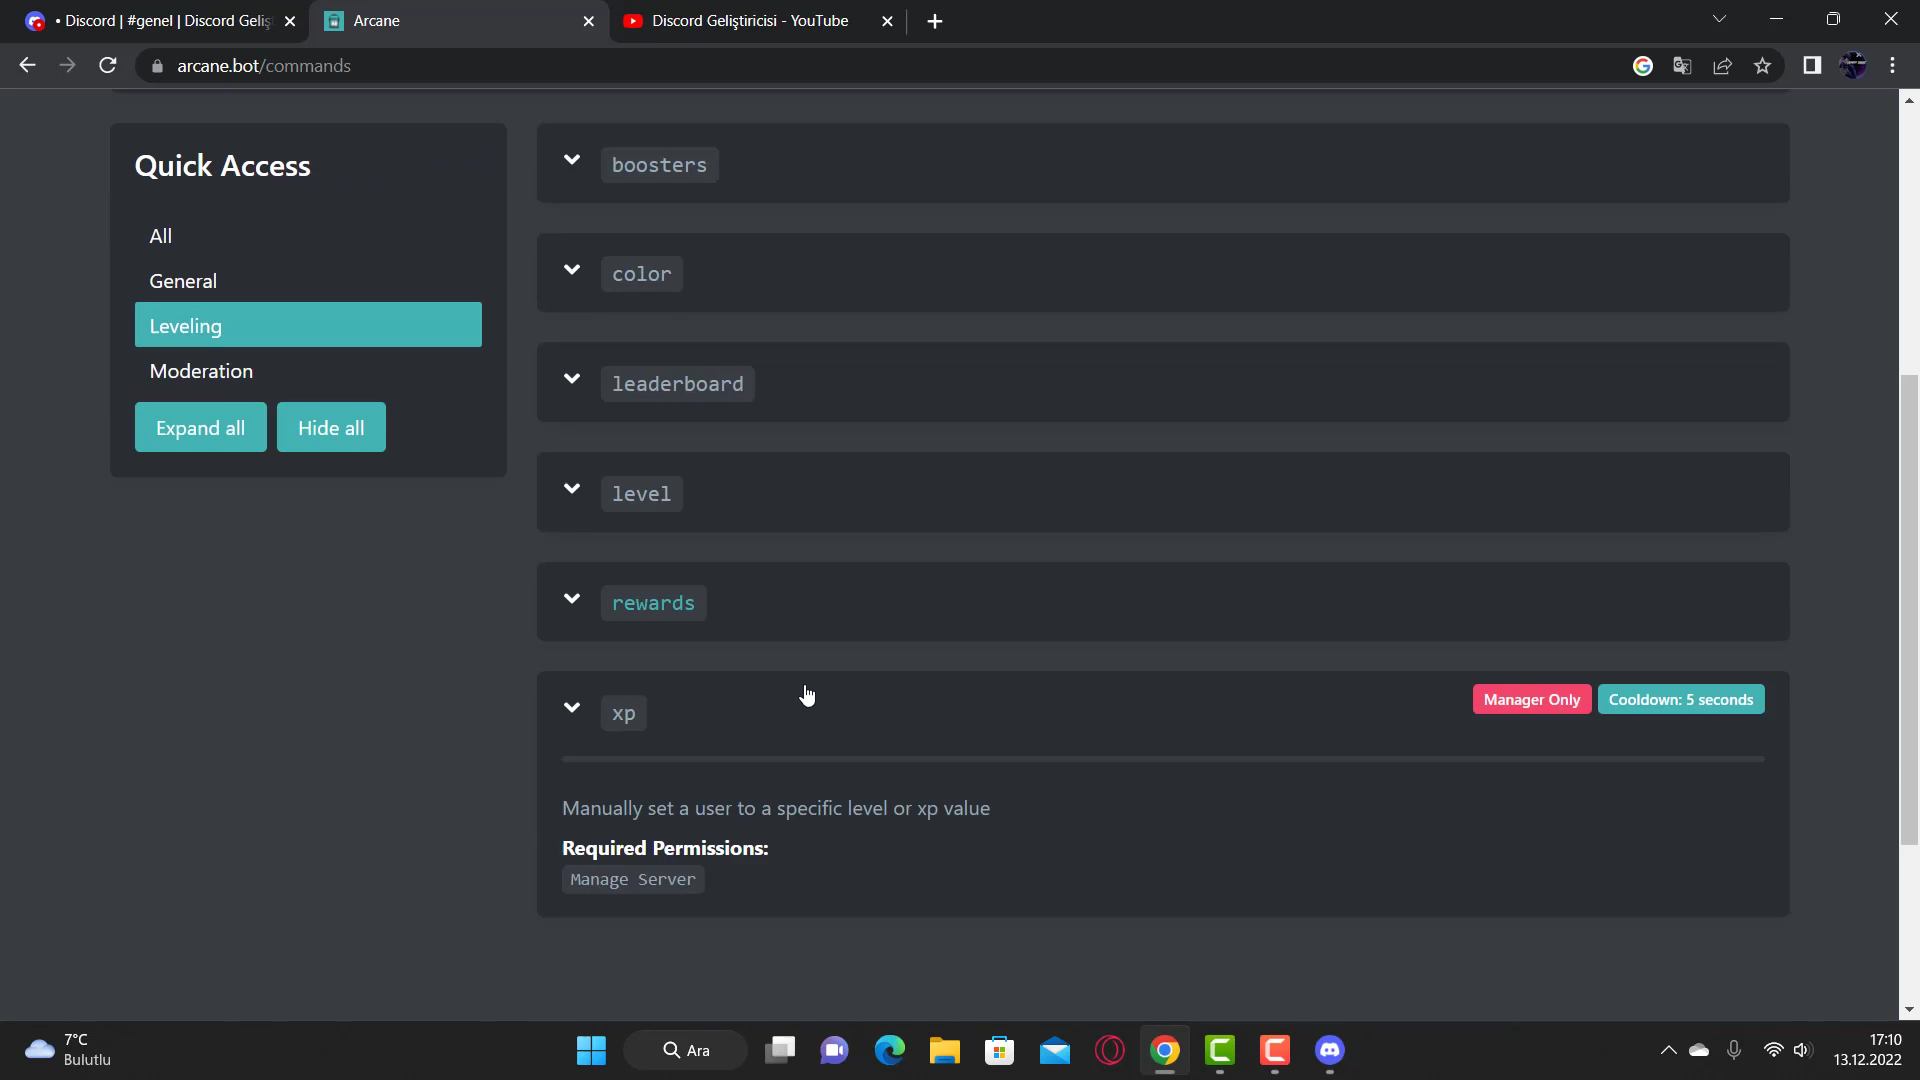 • Discord | #genel | Discord Geliş
Arcane
Discord Geliştiricisi - YouTube
arcane.bot/commands
Quick Access
All
General
Leveling
Moderation
Expand all
Hide all
boosters
color
leaderboard
level
rewards
xp
Manager Only
Cooldown: 5 seconds
Manually set a user to a specific level or xp value
Required Permissions:
Manage Server
7°C
Bulutlu
Ara
17:10
13.12.2022